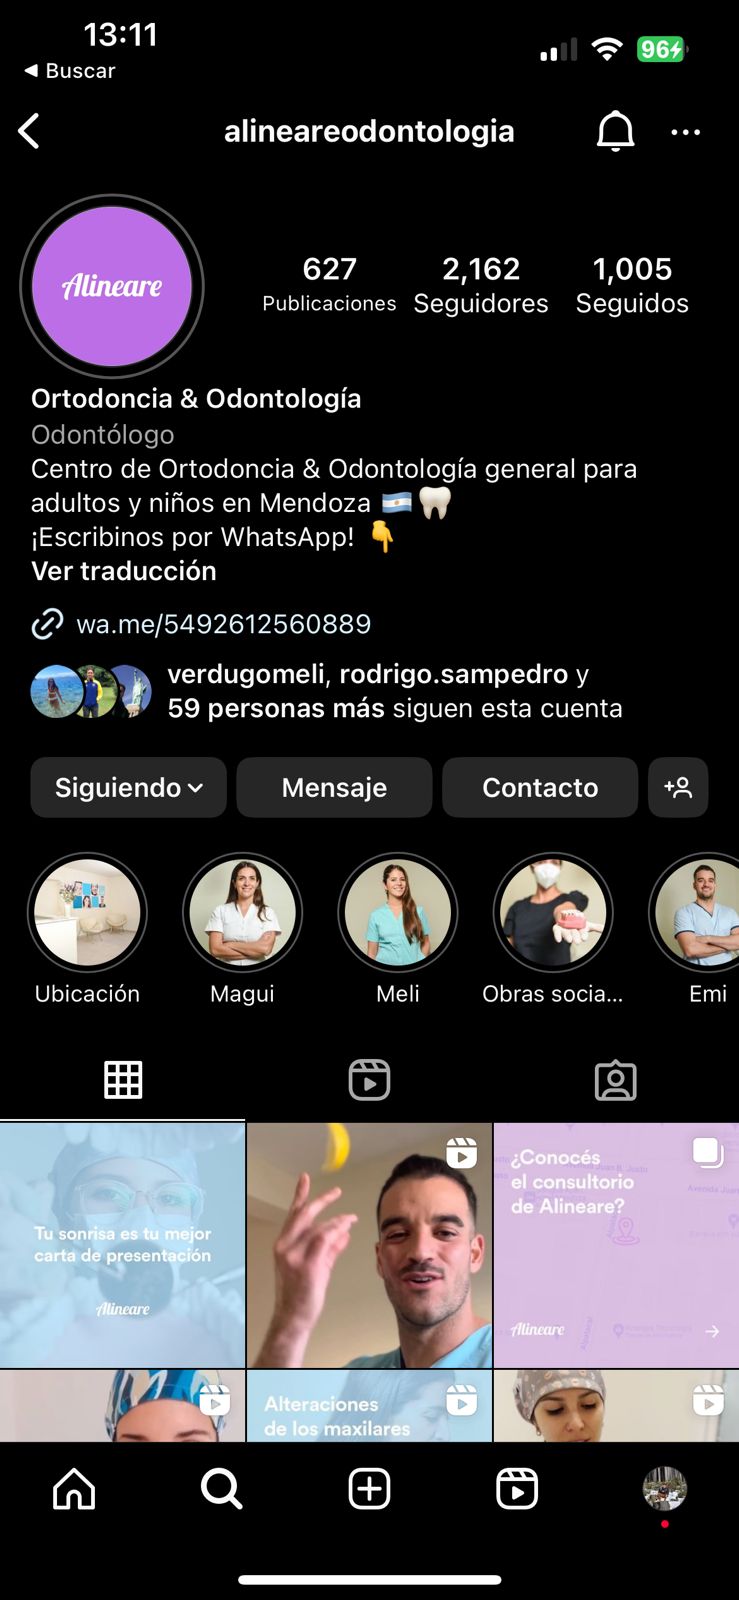 13:11
96
Buscar
alineareodontologia
Alineare
627
2,162
1,005
Publicaciones
Seguidores
Seguidos
Ortodoncia & Odontología
Odontólogo
Centro de Ortodoncia & Odontología general para
adultos y niños en Mendoza 🇦🇷🦷
¡Escribinos por WhatsApp! 👇
Ver traducción
wa.me/5492612560889
verdugomeli, rodrigo.sampedro y
59 personas más siguen esta cuenta
Siguiendo
Mensaje
Contacto
Ubicación
Magui
Meli
Obras socia...
Emi
Tu sonrisa es tu mejor
carta de presentación
Alineare
¿Conocés
el consultorio
de Alineare?
Alineare
Alteraciones
de los maxilares